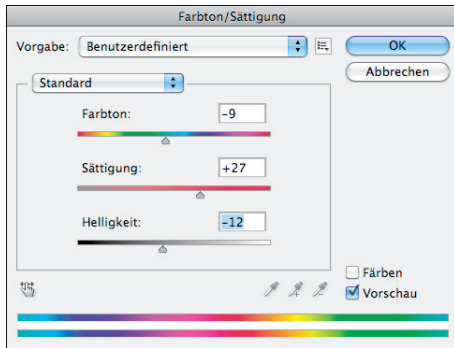 Farbton/Sättigung
Vorgabe: Benutzerdefiniert
OK
Abbrechen
Standard
Farbton: -9
Sättigung: +27
Helligkeit: -12
Färben
Vorschau